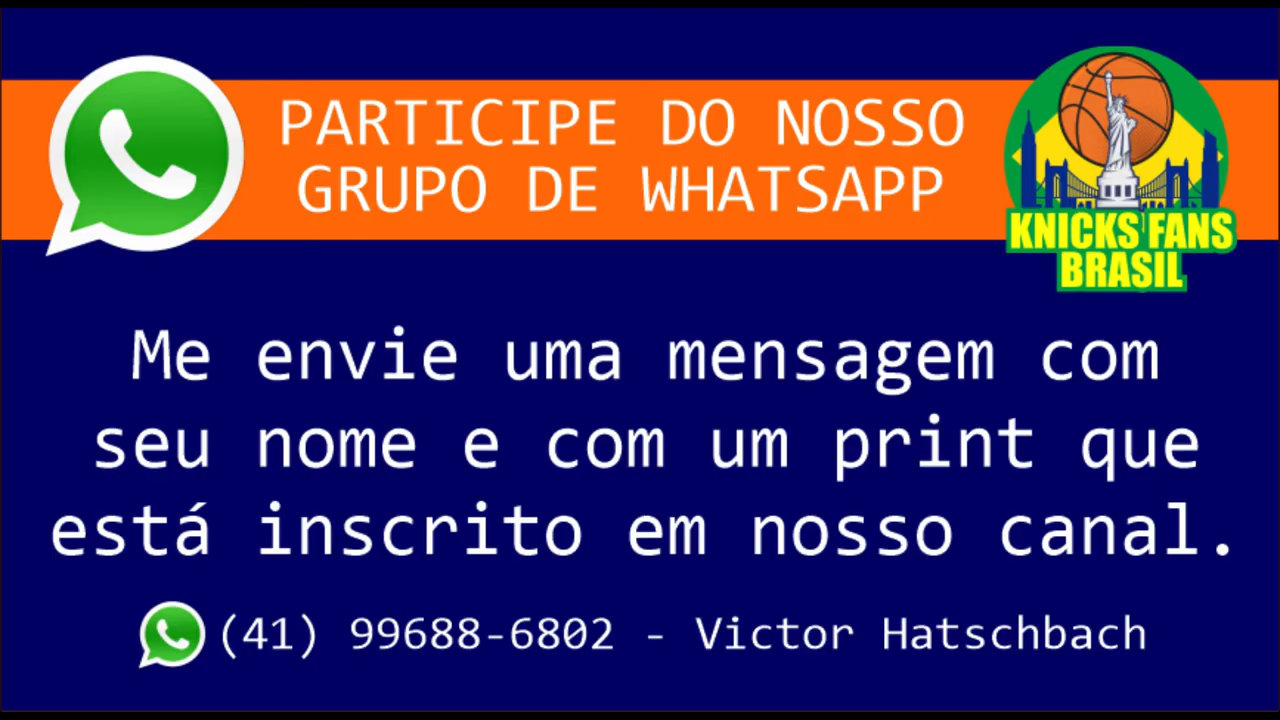 PARTICIPE DO NOSSO
GRUPO DE WHATSAPP
KNICKS FANS
BRASIL
Me envie uma mensagem com
seu nome e com um print que
está inscrito em nosso canal.
(41) 99688-6802 - Victor Hatschbach